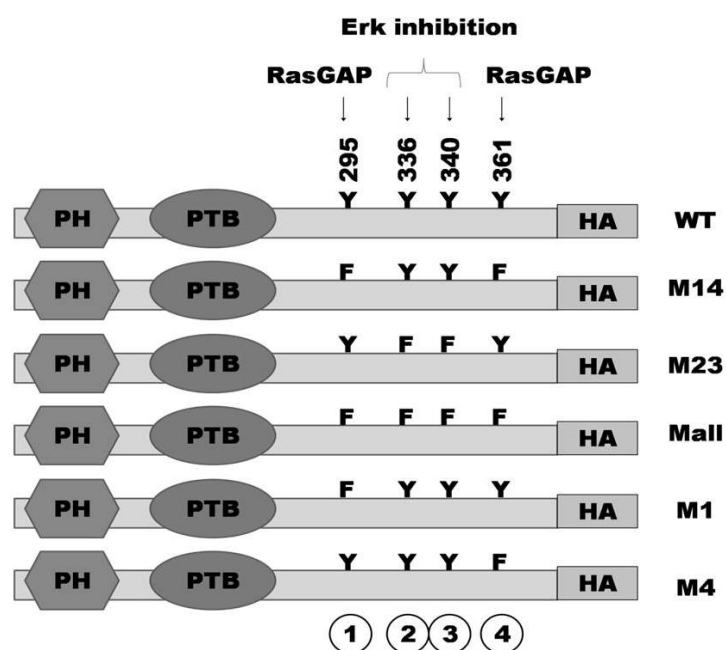 Erk inhibition
RasGAP RasGAP
295 336 340 361
Y Y Y Y
PH PTB HA WT
F Y Y F
PH PTB HA M14
Y F F Y
PH PTB HA M23
F F F F
PH PTB HA Mall
F Y Y Y
PH PTB HA M1
Y Y Y F
PH PTB HA M4
1 2 3 4